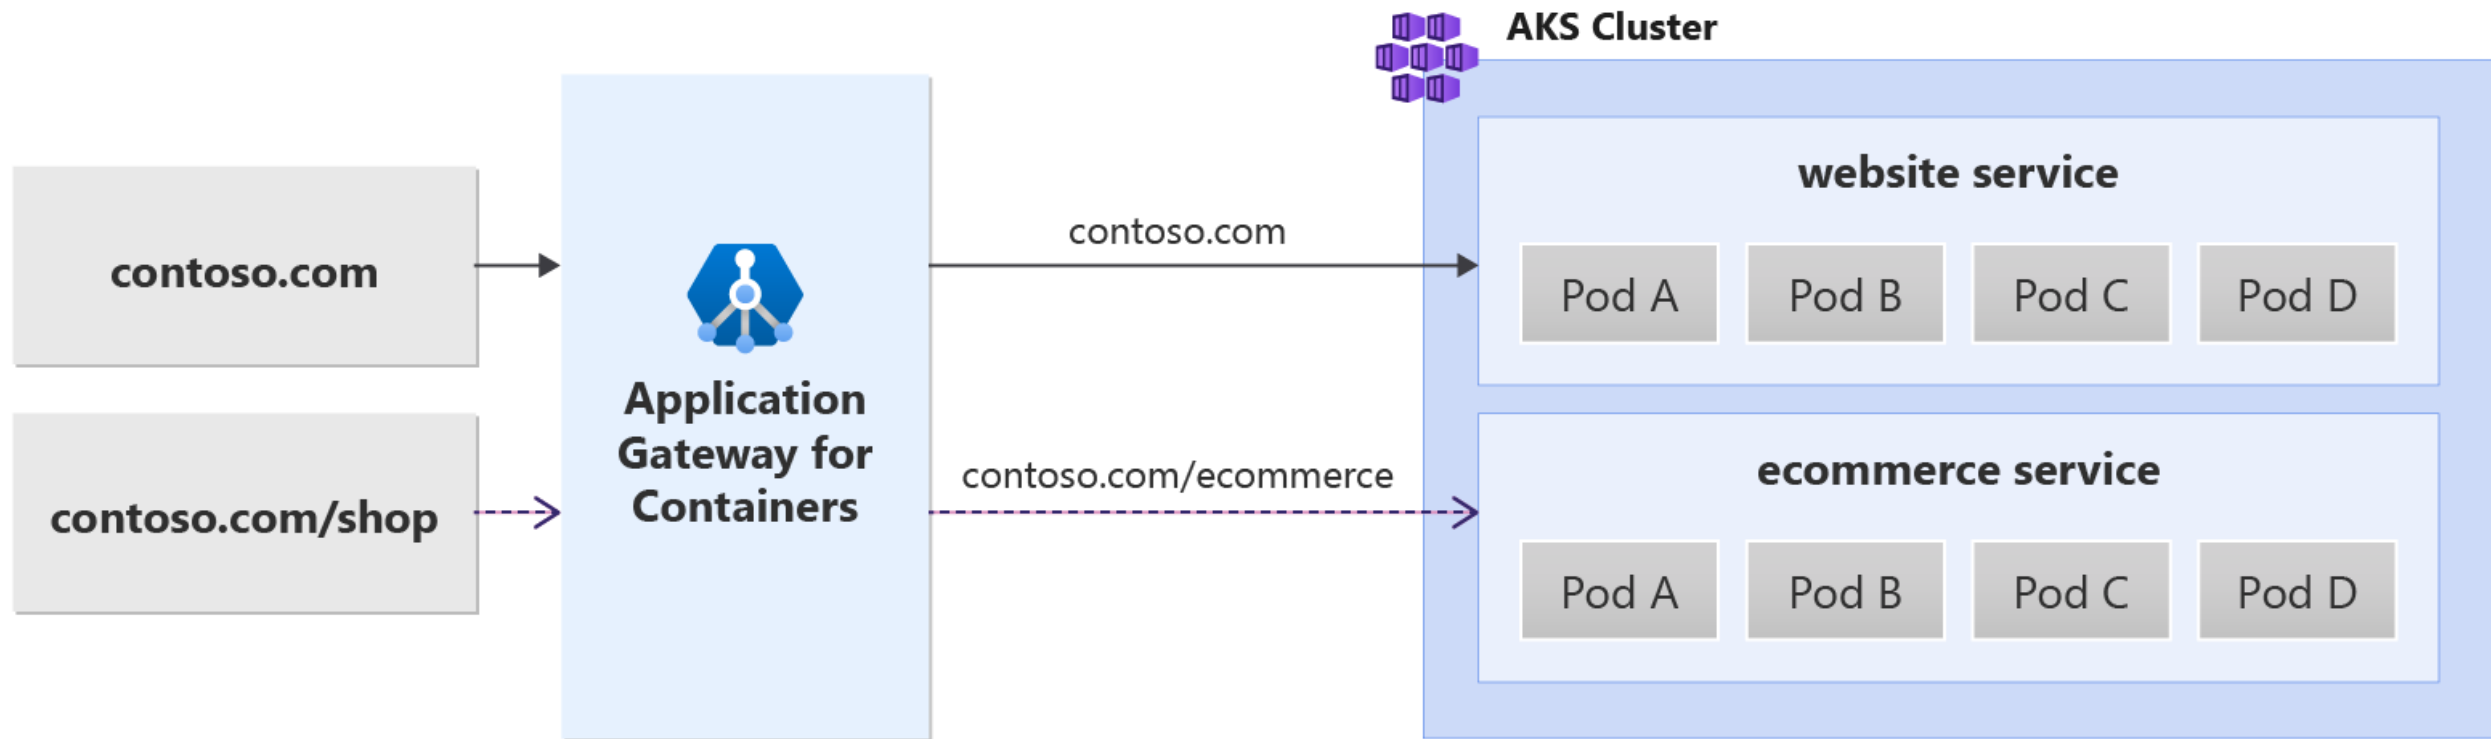 AKS Cluster
contoso.com
contoso.com/shop
Application
Gateway for
Containers
contoso.com
contoso.com/ecommerce
website service
Pod A
Pod B
Pod C
Pod D
ecommerce service
Pod A
Pod B
Pod C
Pod D